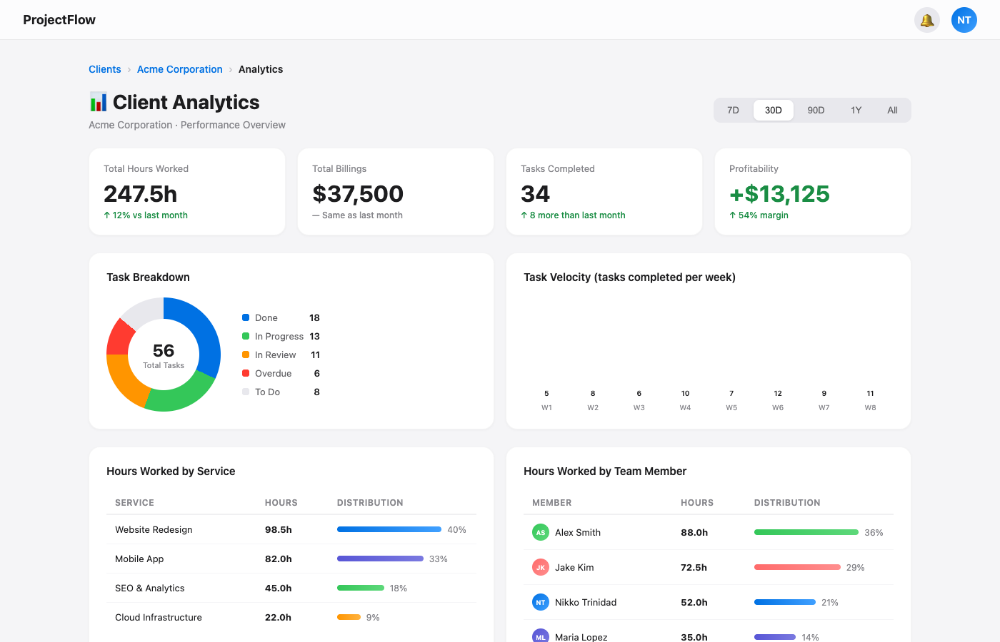 ProjectFlow
NT
Clients › Acme Corporation › Analytics
Client Analytics
Acme Corporation · Performance Overview
7D 30D 90D 1Y All
Total Hours Worked
247.5h
↑ 12% vs last month
Total Billings
$37,500
— Same as last month
Tasks Completed
34
↑ 8 more than last month
Profitability
+$13,125
↑ 54% margin
Task Breakdown
56
Total Tasks
Done 18
In Progress 13
In Review 11
Overdue 6
To Do 8
Task Velocity (tasks completed per week)
5 8 6 10 7 12 9 11
W1 W2 W3 W4 W5 W6 W7 W8
Hours Worked by Service
SERVICE HOURS DISTRIBUTION
Website Redesign 98.5h 40%
Mobile App 82.0h 33%
SEO & Analytics 45.0h 18%
Cloud Infrastructure 22.0h 9%
Hours Worked by Team Member
MEMBER HOURS DISTRIBUTION
AS Alex Smith 88.0h 36%
JK Jake Kim 72.5h 29%
NT Nikko Trinidad 52.0h 21%
ML Maria Lopez 35.0h 14%